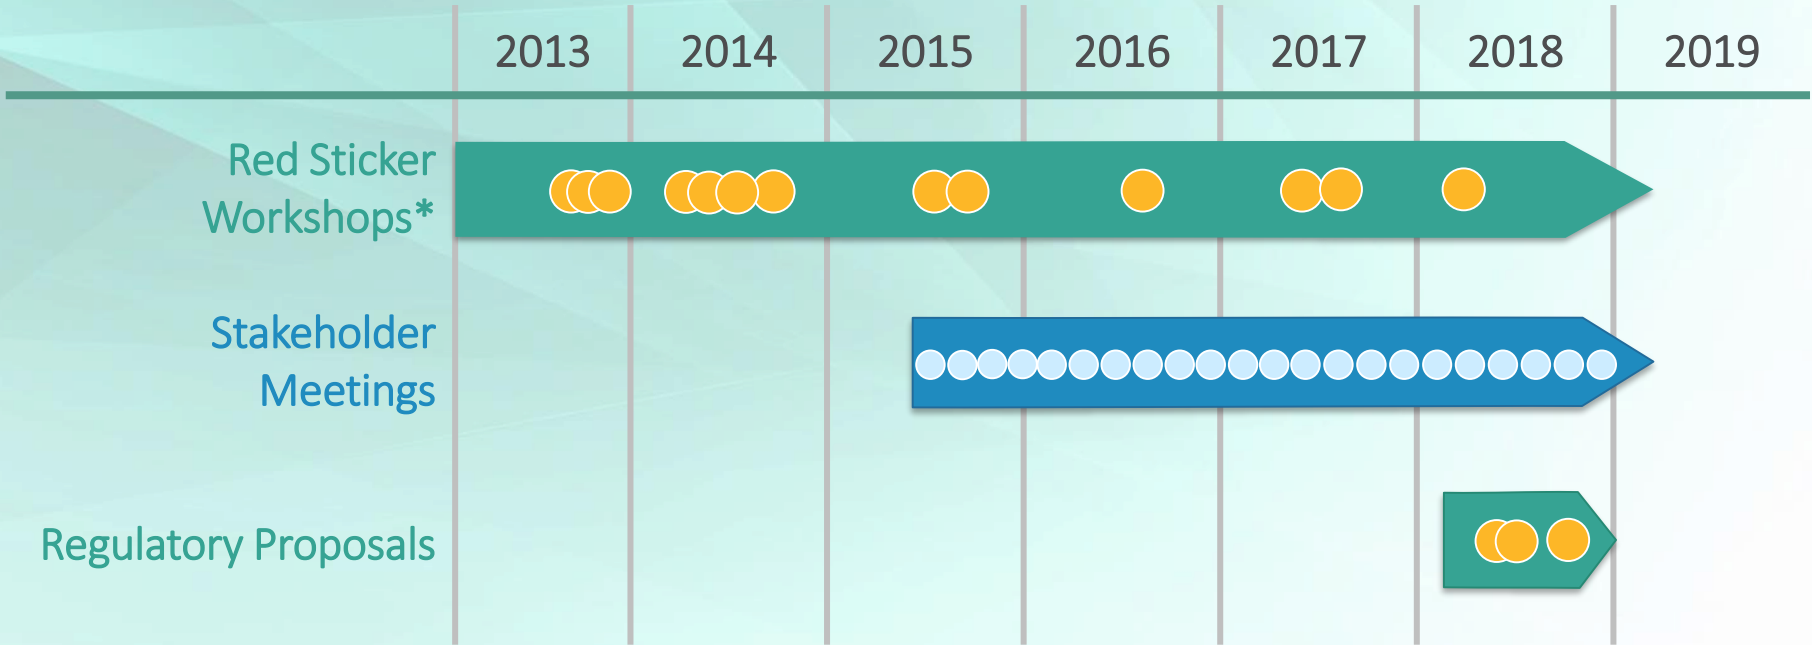 2013 2014 2015 2016 2017 2018 2019
Red Sticker
Workshops*
Stakeholder
Meetings
Regulatory Proposals